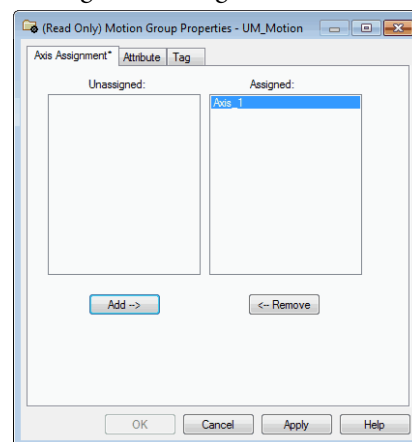 (Read Only) Motion Group Properties - UM_Motion
Axis Assignment* Attribute Tag
Unassigned: Assigned:
Axis_1
Add --> <-- Remove
OK Cancel Apply Help